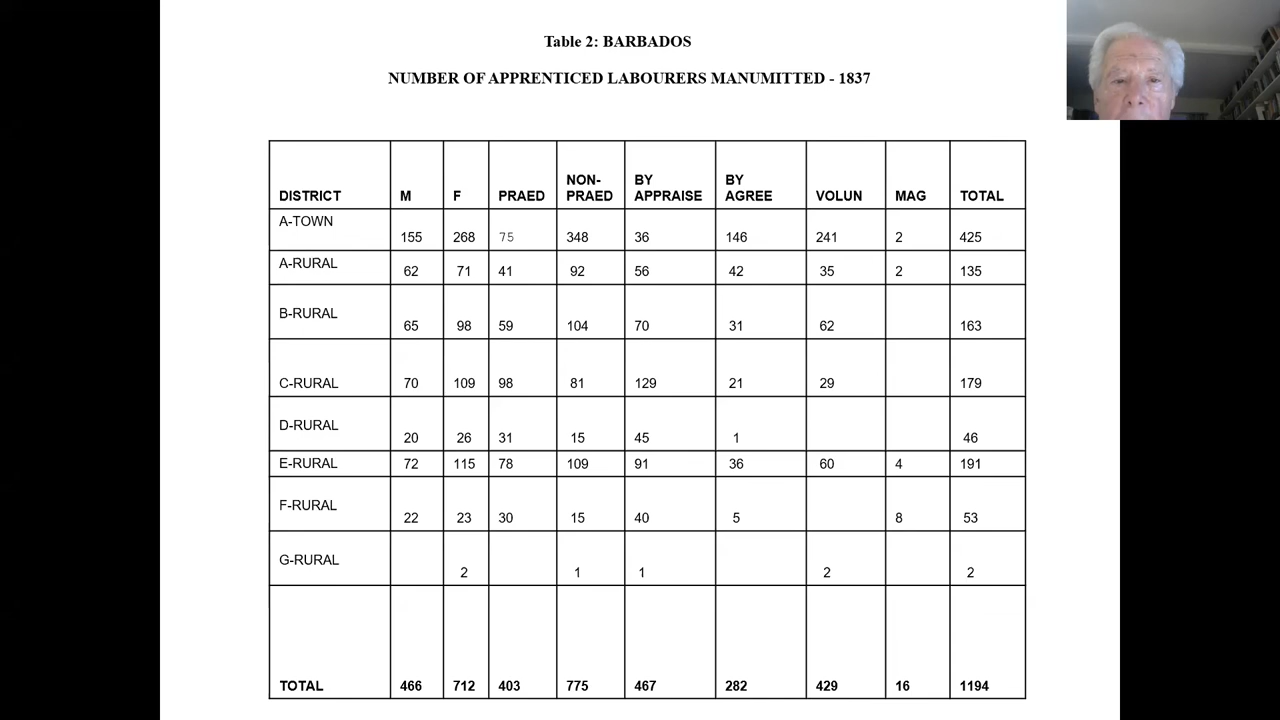 Table 2: BARBADOS
NUMBER OF APPRENTICED LABOURERS MANUMITTED - 1837
DISTRICT M F PRAED NON-PRAED BY APPRAISE BY AGREE VOLUN MAG TOTAL
A-TOWN 155 268 75 348 36 146 241 2 425
A-RURAL 62 71 41 92 56 42 35 2 135
B-RURAL 65 98 59 104 70 31 62 163
C-RURAL 70 109 98 81 129 21 29 179
D-RURAL 20 26 31 15 45 1 46
E-RURAL 72 115 78 109 91 36 60 4 191
F-RURAL 22 23 30 15 40 5 8 53
G-RURAL 2 1 1 2 2
TOTAL 466 712 403 775 467 282 429 16 1194